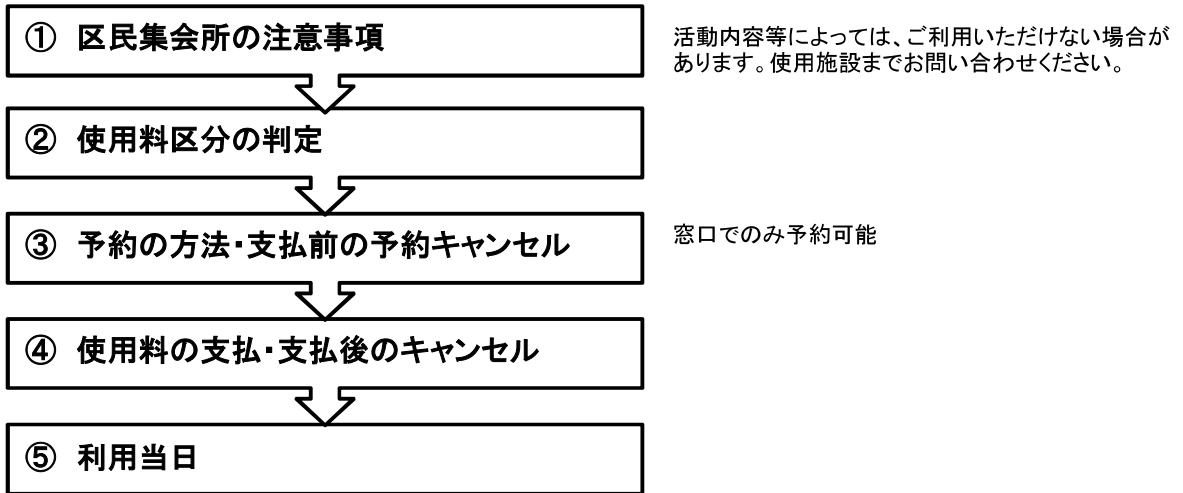 ① 区民集会所の注意事項
活動内容等によっては、ご利用いただけない場合が
あります。使用施設までお問い合わせください。
② 使用料区分の判定
③ 予約の方法・支払前の予約キャンセル
窓口でのみ予約可能
④ 使用料の支払・支払後のキャンセル
⑤ 利用当日